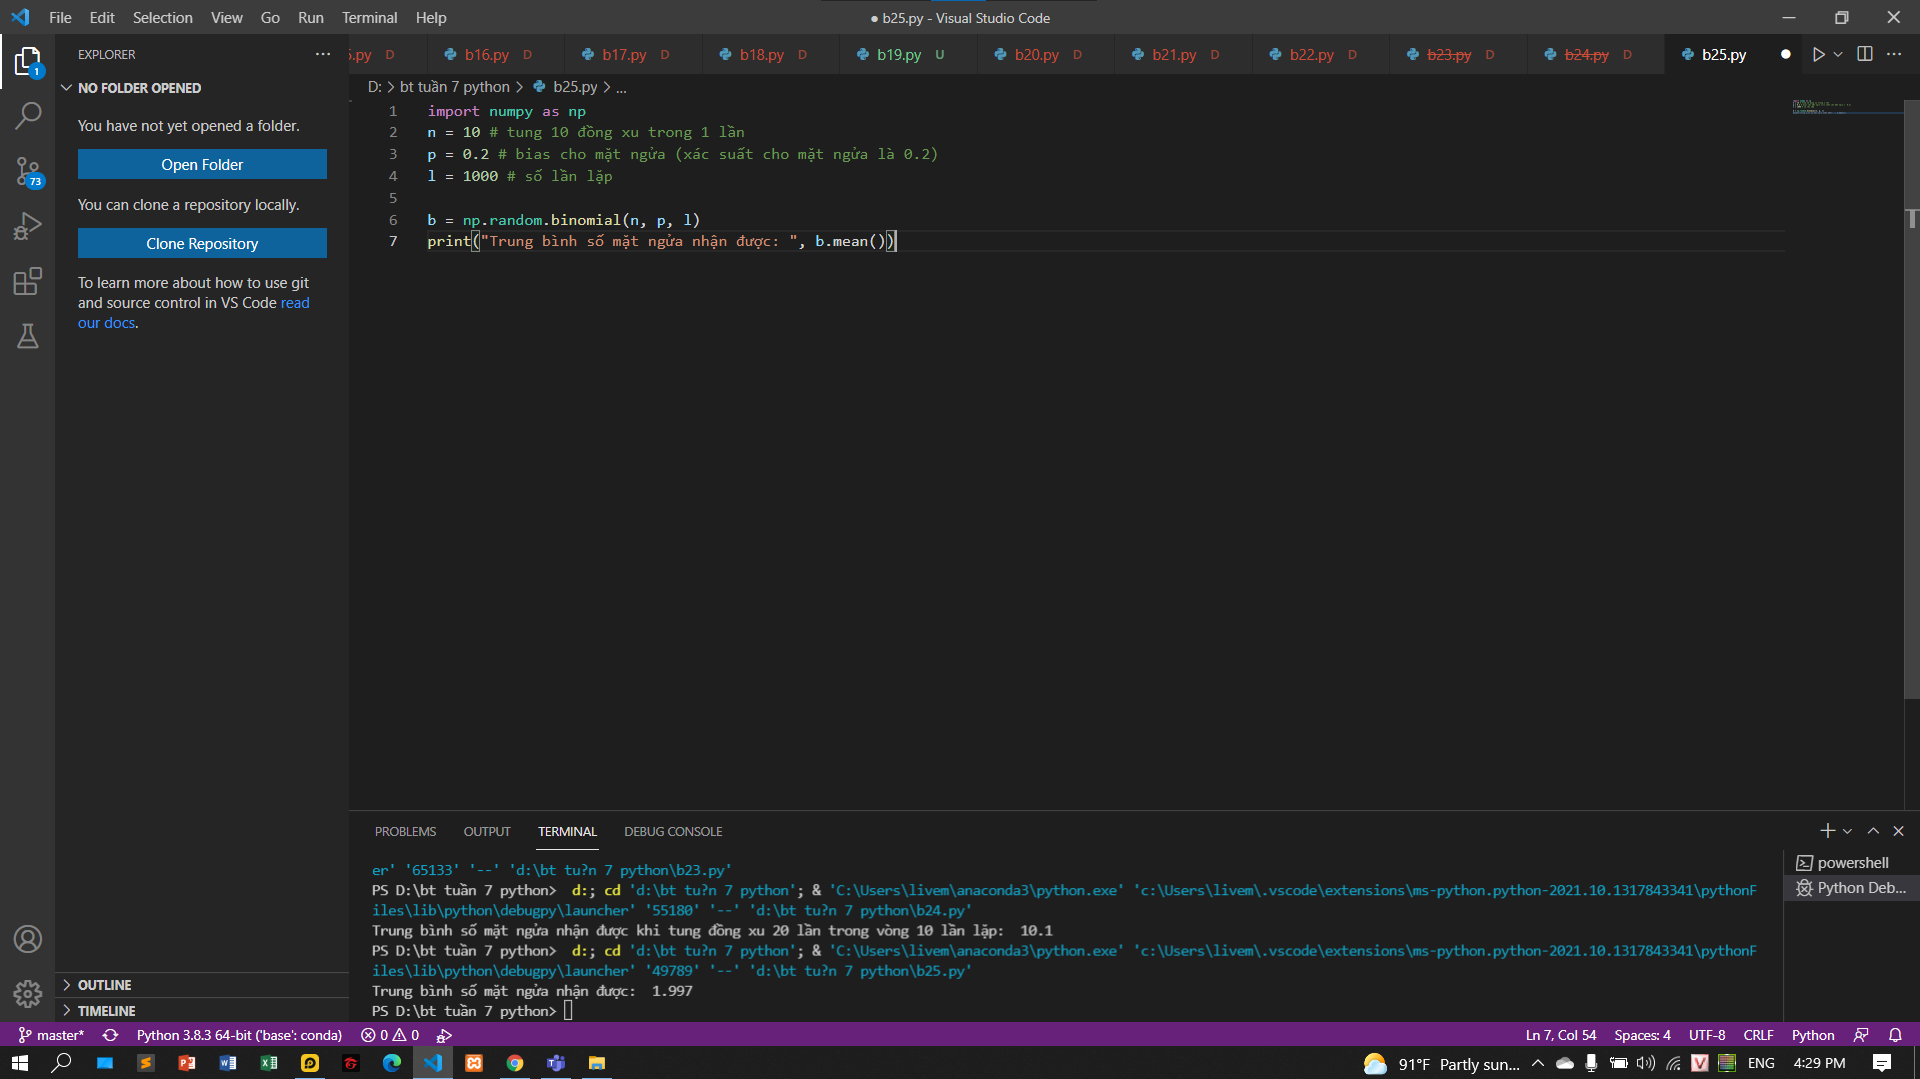 File Edit Selection View Go Run Terminal Help
● b25.py - Visual Studio Code
EXPLORER
NO FOLDER OPENED
You have not yet opened a folder.
Open Folder
You can clone a repository locally.
Clone Repository
To learn more about how to use git
and source control in VS Code read
our docs.
OUTLINE
TIMELINE
1
73
.py D b16.py D b17.py D b18.py D b19.py U b20.py D b21.py D b22.py D b23.py D b24.py D b25.py
D: > bt tuần 7 python > b25.py > ...
1 import numpy as np
2 n = 10 # tung 10 đồng xu trong 1 lần
3 p = 0.2 # bias cho mặt ngửa (xác suất cho mặt ngửa là 0.2)
4 l = 1000 # số lần lặp
5
6 b = np.random.binomial(n, p, l)
7 print("Trung bình số mặt ngửa nhận được: ", b.mean())
PROBLEMS OUTPUT TERMINAL DEBUG CONSOLE
er' '65133' '--' 'd:\bt tu?n 7 python\b23.py'
PS D:\bt tuần 7 python> d:; cd 'd:\bt tu?n 7 python'; & 'C:\Users\livem\anaconda3\python.exe' 'c:\Users\livem\.vscode\extensions\ms-python.python-2021.10.1317843341\pythonF
iles\lib\python\debugpy\launcher' '55180' '--' 'd:\bt tu?n 7 python\b24.py'
Trung bình số mặt ngửa nhận được khi tung đồng xu 20 lần trong vòng 10 lần lặp: 10.1
PS D:\bt tuần 7 python> d:; cd 'd:\bt tu?n 7 python'; & 'C:\Users\livem\anaconda3\python.exe' 'c:\Users\livem\.vscode\extensions\ms-python.python-2021.10.1317843341\pythonF
iles\lib\python\debugpy\launcher' '49789' '--' 'd:\bt tu?n 7 python\b25.py'
Trung bình số mặt ngửa nhận được: 1.997
PS D:\bt tuần 7 python>
powershell
Python Deb...
master* Python 3.8.3 64-bit ('base': conda) 0 0 Ln 7, Col 54 Spaces: 4 UTF-8 CRLF Python
91°F Partly sun... ENG 4:29 PM